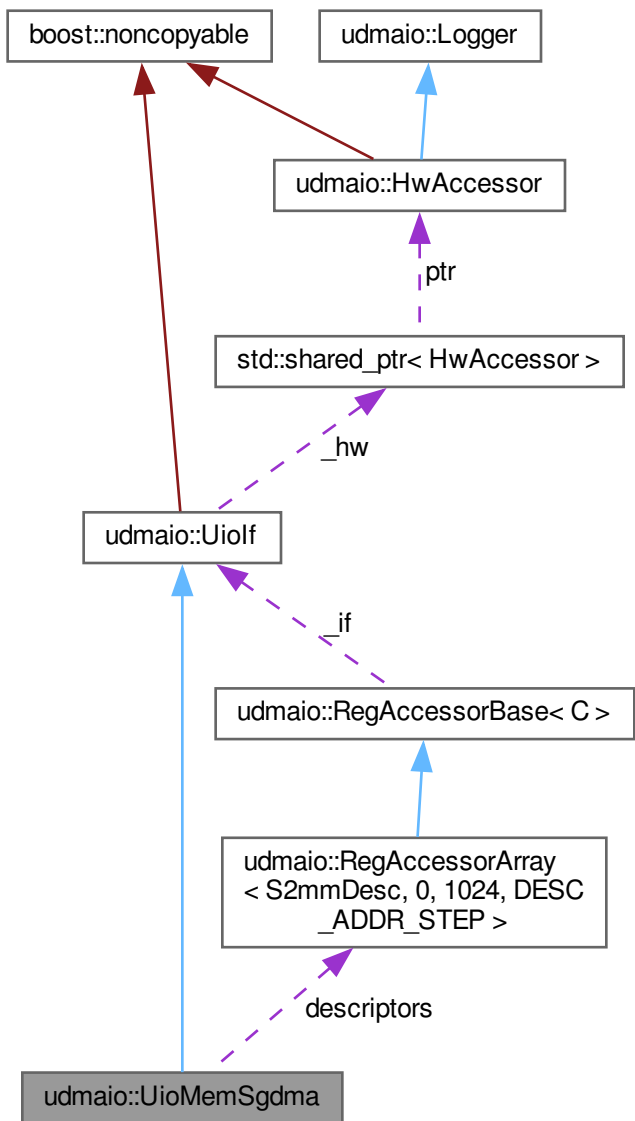 boost::noncopyable
udmaio::Logger
udmaio::HwAccessor
ptr
std::shared_ptr< HwAccessor >
_hw
udmaio::UioIf
_if
udmaio::RegAccessorBase< C >
udmaio::RegAccessorArray
< S2mmDesc, 0, 1024, DESC
_ADDR_STEP >
descriptors
udmaio::UioMemSgdma